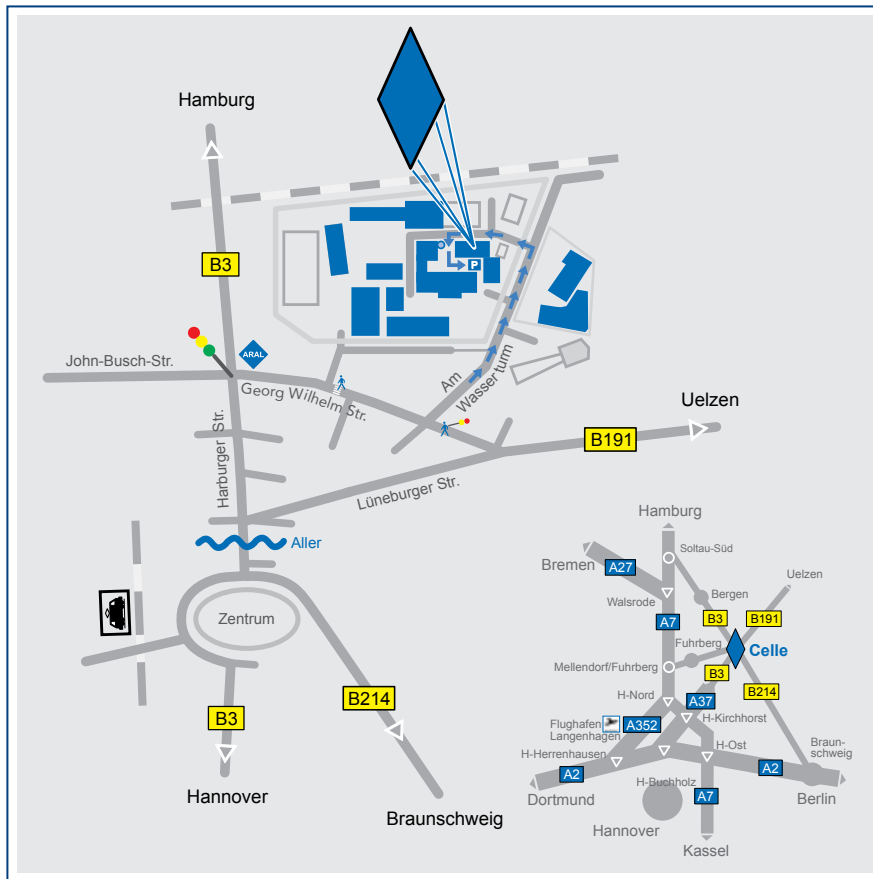 Hamburg
B3
P
ARAL
John-Busch-Str.
Georg Wilhelm Str.
Am
Wasserturm
Uelzen
B191
Harburger Str.
Lüneburger Str.
Aller
Zentrum
B3
B214
Hannover
Braunschweig
Hamburg
Soltau-Süd
Bremen
A27
Uelzen
Bergen
Walsrode
B3
B191
A7
Fuhrberg
Celle
Mellendorf/Fuhrberg
B3
B214
H-Nord
A37
Flughafen
Langenhagen
A352
H-Kirchhorst
H-Herrenhausen
H-Ost
Braun-
schweig
A2
H-Buchholz
A2
Dortmund
A7
Berlin
Hannover
Kassel